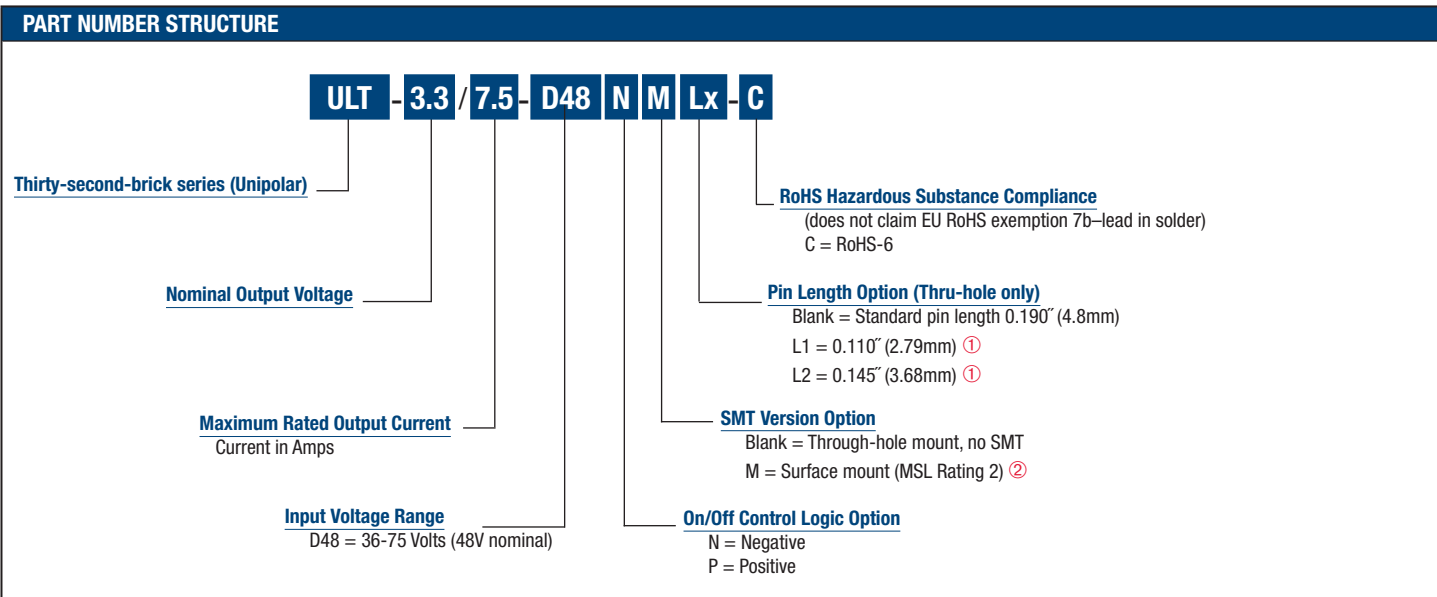 PART NUMBER STRUCTURE
ULT - 3.3 / 7.5 - D48 N M Lx - C
Thirty-second-brick series (Unipolar)
RoHS Hazardous Substance Compliance
(does not claim EU RoHS exemption 7b–lead in solder)
C = RoHS-6
Nominal Output Voltage
Pin Length Option (Thru-hole only)
Blank = Standard pin length 0.190˝ (4.8mm)
L1 = 0.110˝ (2.79mm) ①
L2 = 0.145˝ (3.68mm) ①
Maximum Rated Output Current
Current in Amps
SMT Version Option
Blank = Through-hole mount, no SMT
M = Surface mount (MSL Rating 2) ②
Input Voltage Range
D48 = 36-75 Volts (48V nominal)
On/Off Control Logic Option
N = Negative
P = Positive